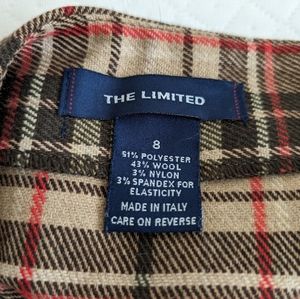 THE LIMITED
8
51% POLYESTER
43% WOOL
3% NYLON
3% SPANDEX FOR
ELASTICITY
MADE IN ITALY
CARE ON REVERSE